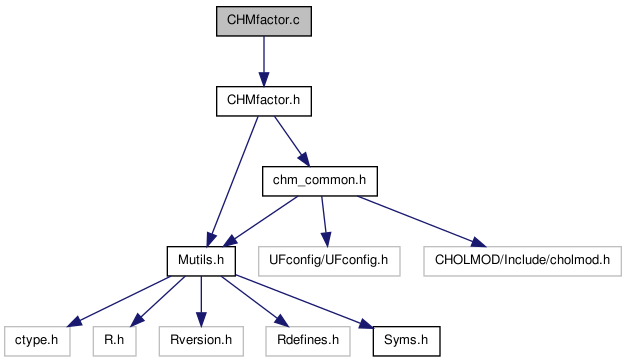 CHMfactor.c
CHMfactor.h
chm_common.h
Mutils.h
UFconfig/UFconfig.h
CHOLMOD/Include/cholmod.h
ctype.h
R.h
Rversion.h
Rdefines.h
Syms.h